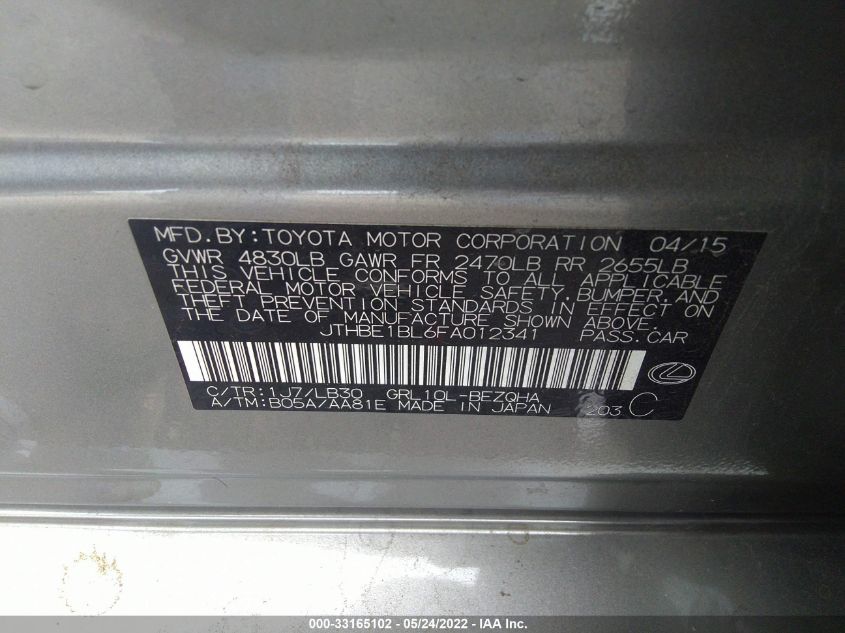 MFD.BY:TOYOTA MOTOR CORPORATION 04/15
GVWR 4830LB GAWR FR 2470LB RR 2655LB
THIS VEHICLE CONFORMS TO ALL APPLICABLE
FEDERAL MOTOR VEHICLE SAFETY,BUMPER,AND
THEFT PREVENTION STANDARDS IN EFFECT ON
THE DATE OF MANUFACTURE SHOWN ABOVE.
JTHBE1BL6FA012341 PASS.CAR
C/TR:1J7/LB30 GRL10L-BEZQHA
A/TM:B05A/AA81E MADE IN JAPAN 203 C
000-33165102 - 05/24/2022 - IAA Inc.